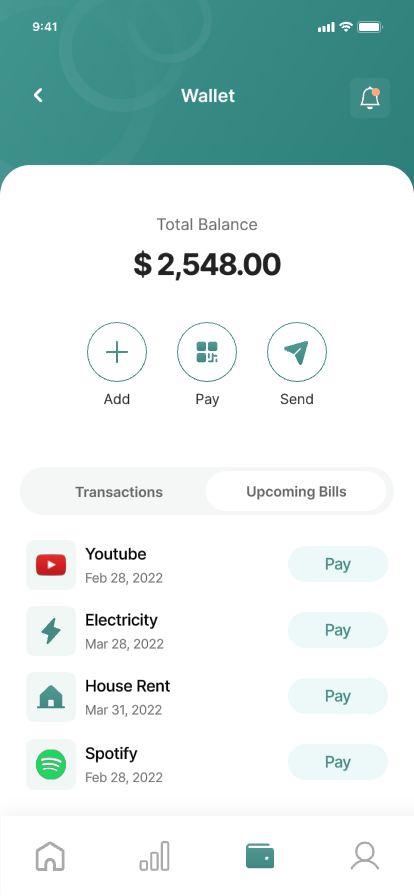 9:41
Wallet
Total Balance
$ 2,548.00
Add
Pay
Send
Transactions
Upcoming Bills
Youtube
Feb 28, 2022
Pay
Electricity
Mar 28, 2022
Pay
House Rent
Mar 31, 2022
Pay
Spotify
Feb 28, 2022
Pay